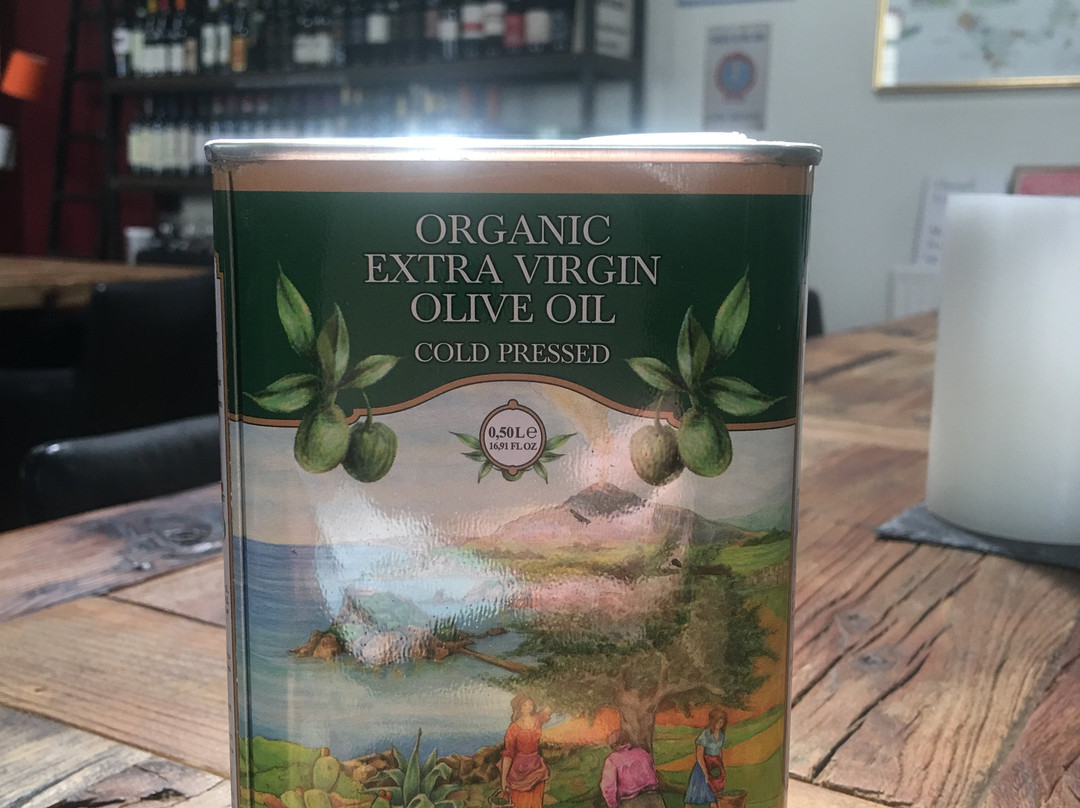 ORGANIC
EXTRA VIRGIN
OLIVE OIL
COLD PRESSED
0,50 L ℮
16,91 FL OZ